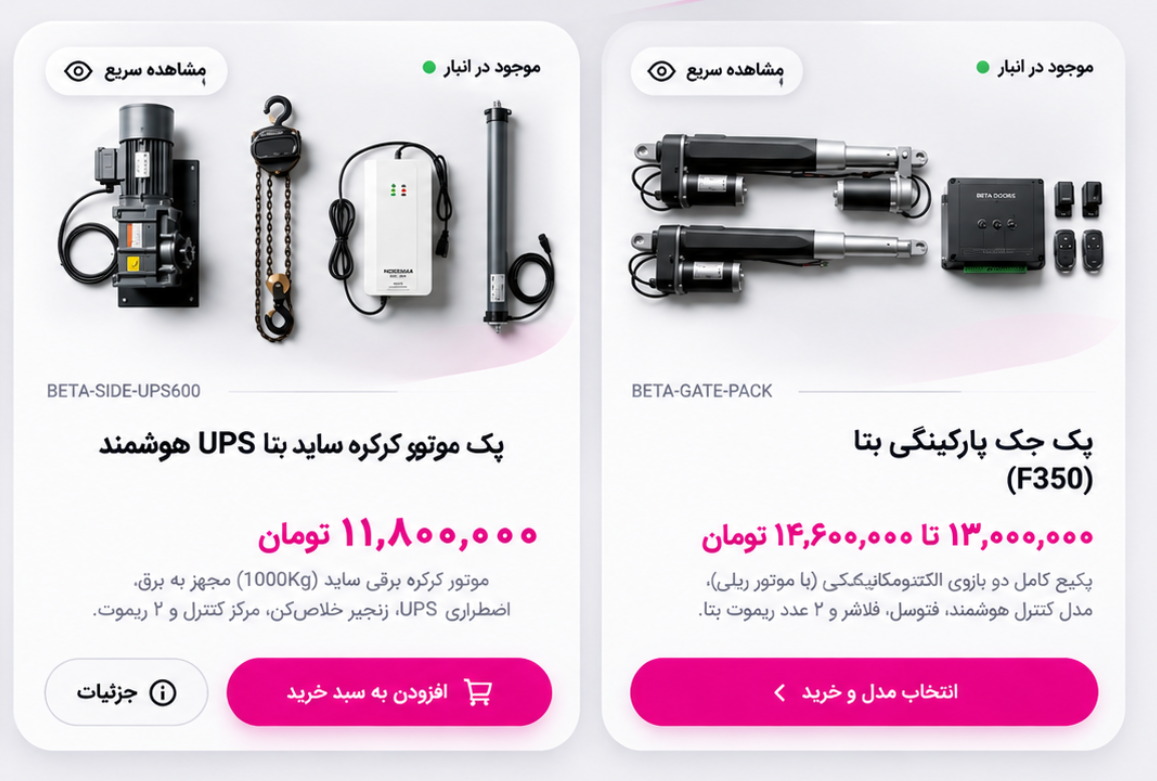 موجود در انبار
مشاهده سریع
BETA DOORS
BETA-GATE-PACK
پک جک پارکینگی بتا
(F350)
۱۳,۰۰۰,۰۰۰ تا ۱۴,۶۰۰,۰۰۰ تومان
پکیع کامل دو بازوی الکتنومکانیکی (با موتور ریلی)،
مدل کنترل هوشمند، فتوسل، فلاشر و ۲ عدد ریموت بتا.
انتخاب مدل و خرید
موجود در انبار
مشاهده سریع
BETA-SIDE-UPS600
پک موتور کرکره ساید بتا UPS هوشمند
۱۱,۸۰۰,۰۰۰ تومان
موتور کرکره برقی ساید (1000Kg) مجهز به برق،
اضطراری UPS، زنجیر خلاص‌کن، مرکز کنترل و ۲ ریموت.
افزودن به سبد خرید
جزئیات